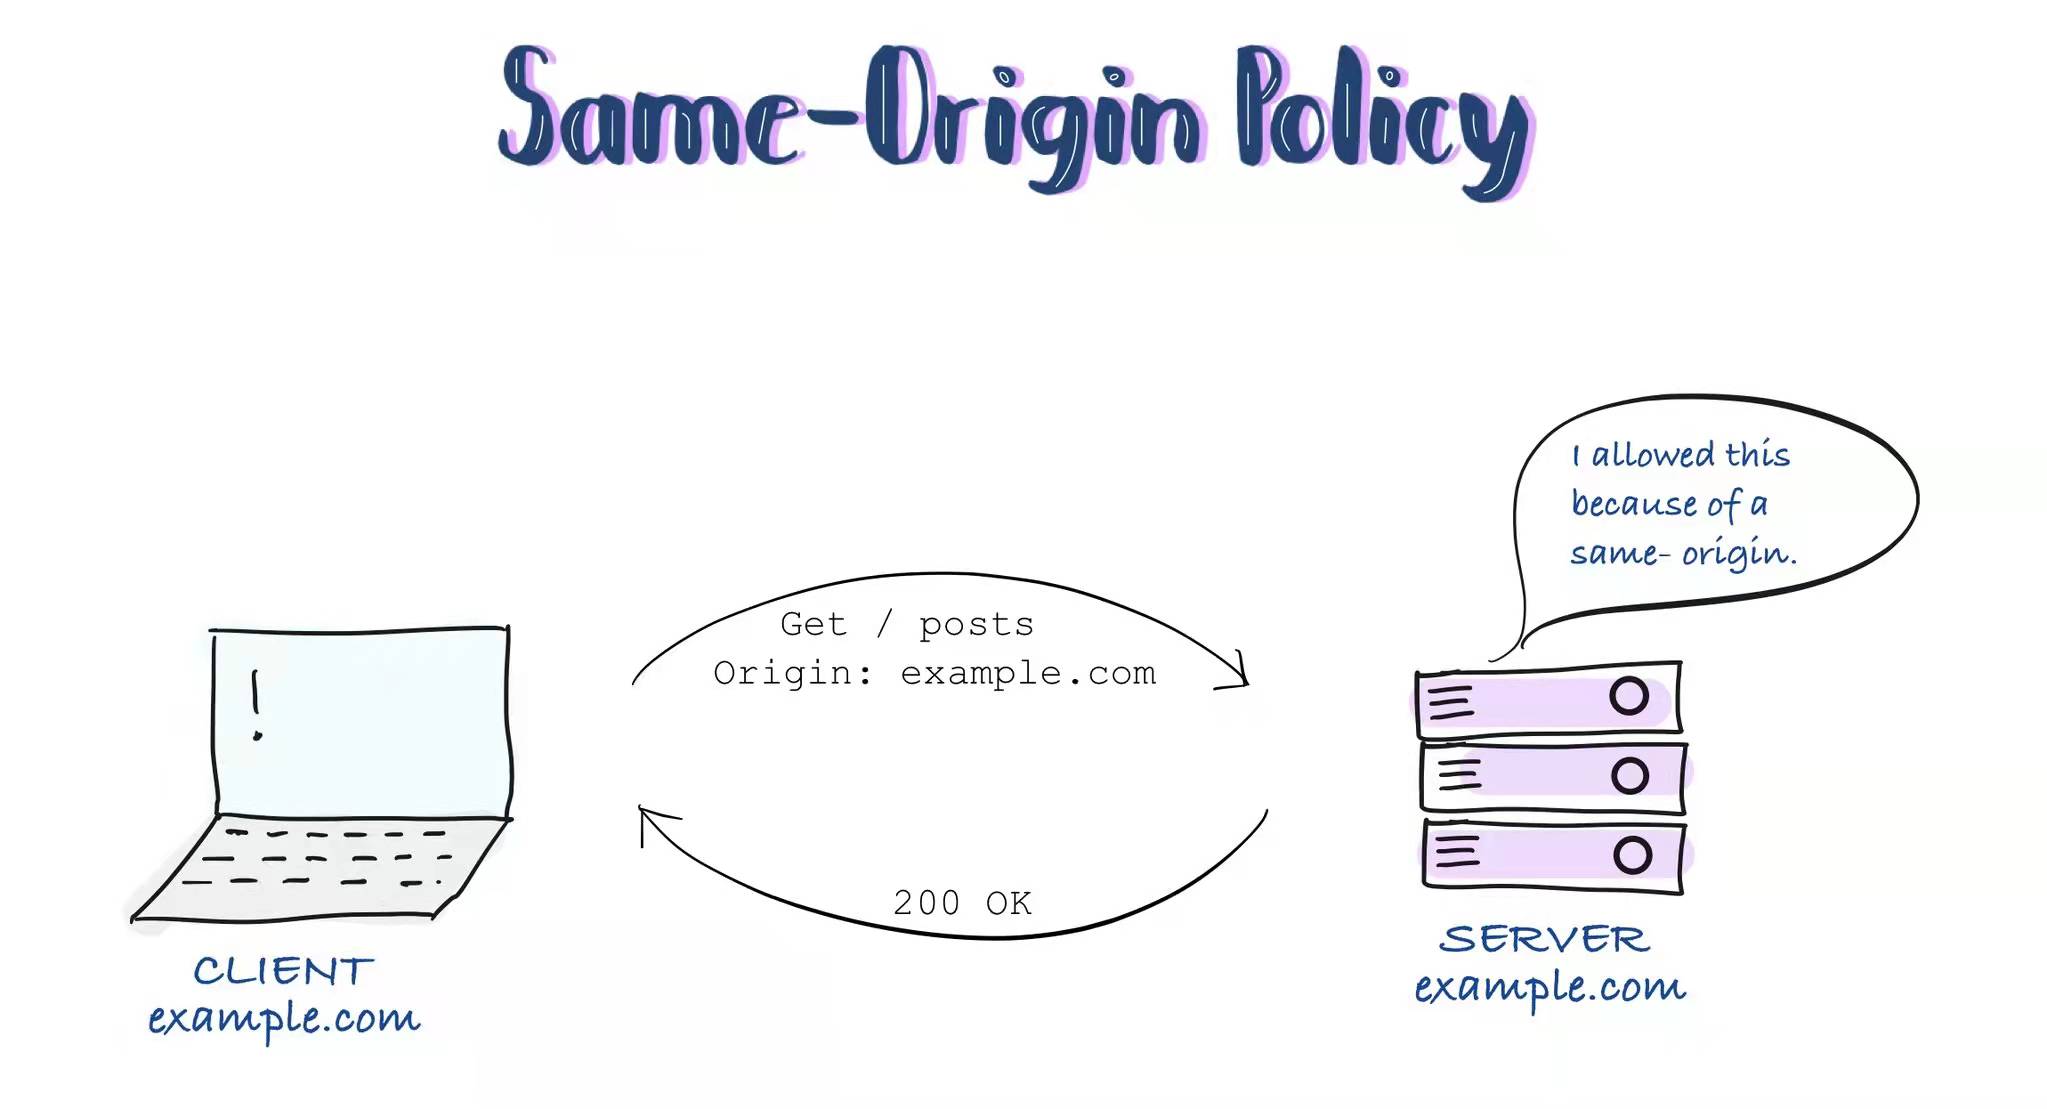 Same-Origin Policy
I allowed this
because of a
same- origin.
Get / posts
Origin: example.com
200 OK
CLIENT
example.com
SERVER
example.com